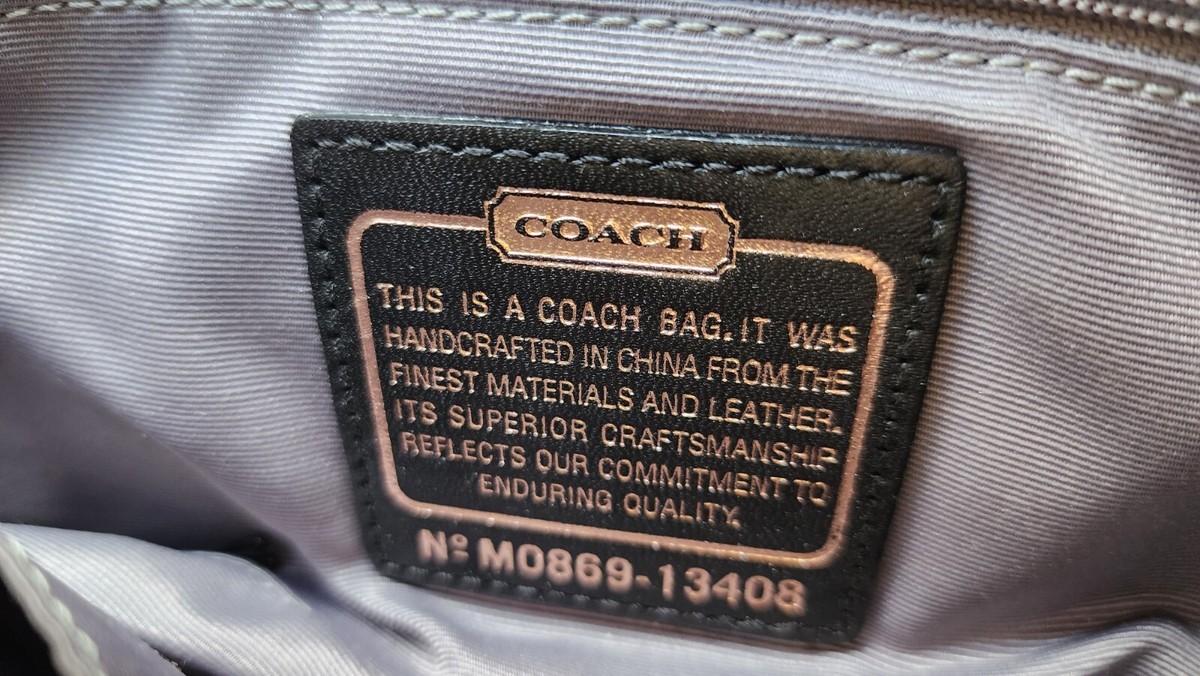 COACH
THIS IS A COACH BAG. IT WAS
HANDCRAFTED IN CHINA FROM THE
FINEST MATERIALS AND LEATHER.
ITS SUPERIOR CRAFTSMANSHIP
REFLECTS OUR COMMITMENT TO
ENDURING QUALITY.
Nº M0869-13408